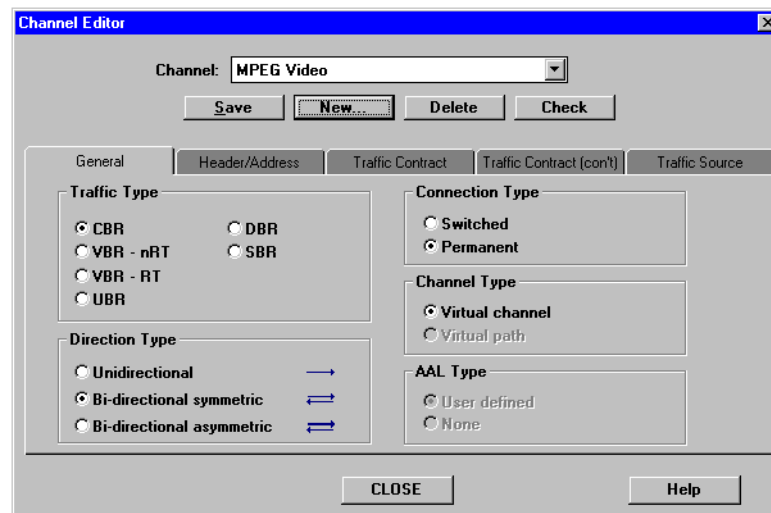 Channel Editor
Channel: MPEG Video
Save New... Delete Check
General Header/Address Traffic Contract Traffic Contract (con't) Traffic Source
Traffic Type
CBR DBR
VBR - nRT SBR
VBR - RT
UBR
Direction Type
Unidirectional
Bi-directional symmetric
Bi-directional asymmetric
Connection Type
Switched
Permanent
Channel Type
Virtual channel
Virtual path
AAL Type
User defined
None
CLOSE Help